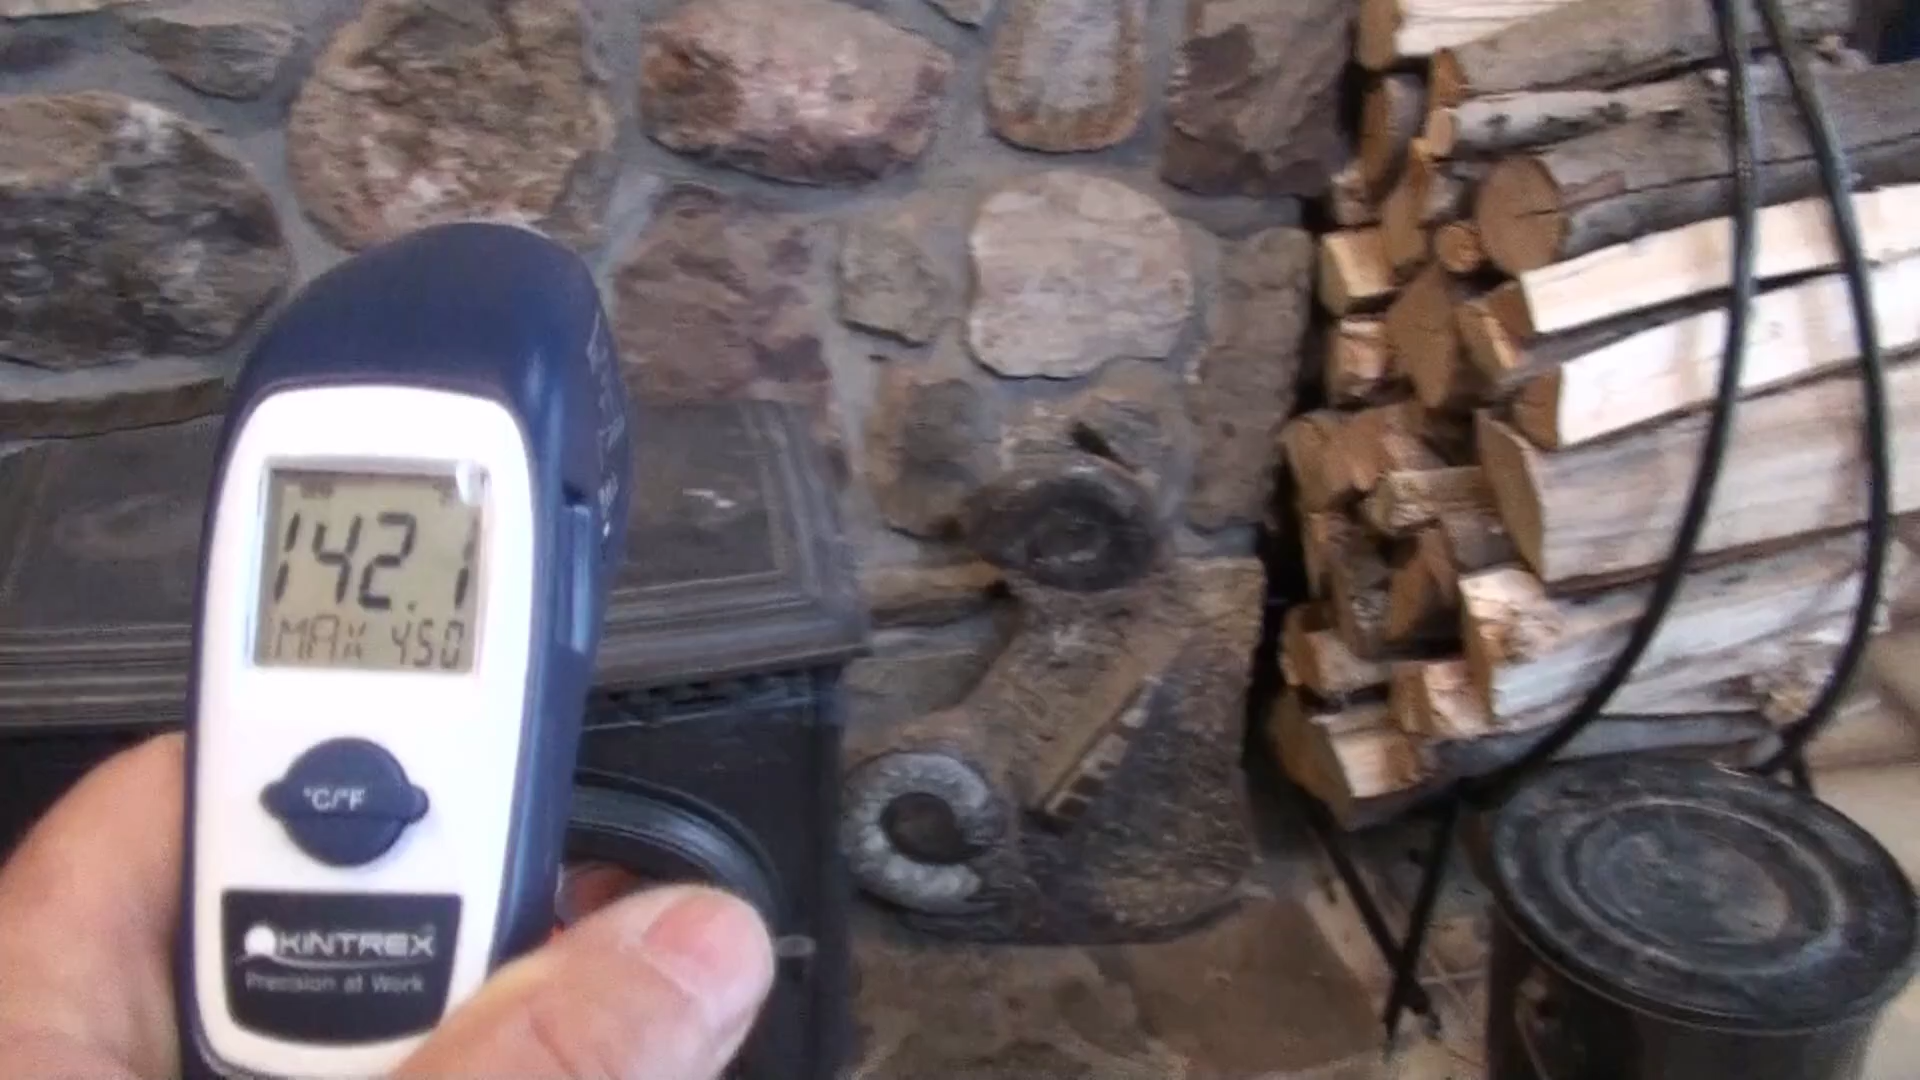 142.1
MAX 450
°C/°F
KINTREX
Precision at Work